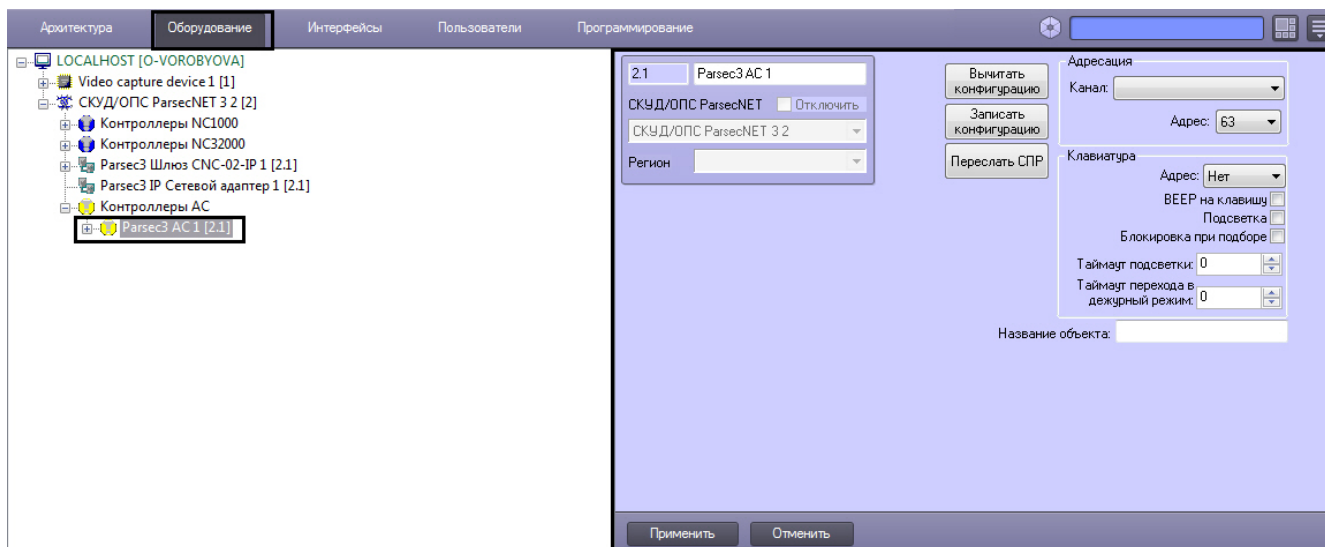 Архитектура Оборудование Интерфейсы Пользователи Программирование
LOCALHOST [O-VOROBYOVA]
Video capture device 1 [1]
СКУД/ОПС ParsecNET 3 2 [2]
Контроллеры NC1000
Контроллеры NC32000
Parsec3 Шлюз CNC-02-IP 1 [2.1]
Parsec3 IP Сетевой адаптер 1 [2.1]
Контроллеры AC
Parsec3 AC 1 [2.1]
2.1 Parsec3 AC 1
СКУД/ОПС ParsecNET Отключить
СКУД/ОПС ParsecNET 3 2
Регион
Вычитать
конфигурацию
Записать
конфигурацию
Переслать СПР
Адресация
Канал:
Адрес: 63
Клавиатура
Адрес: Нет
BEEP на клавишу
Подсветка
Блокировка при подборе
Таймаут подсветки: 0
Таймаут перехода в
дежурный режим: 0
Название объекта:
Применить Отменить